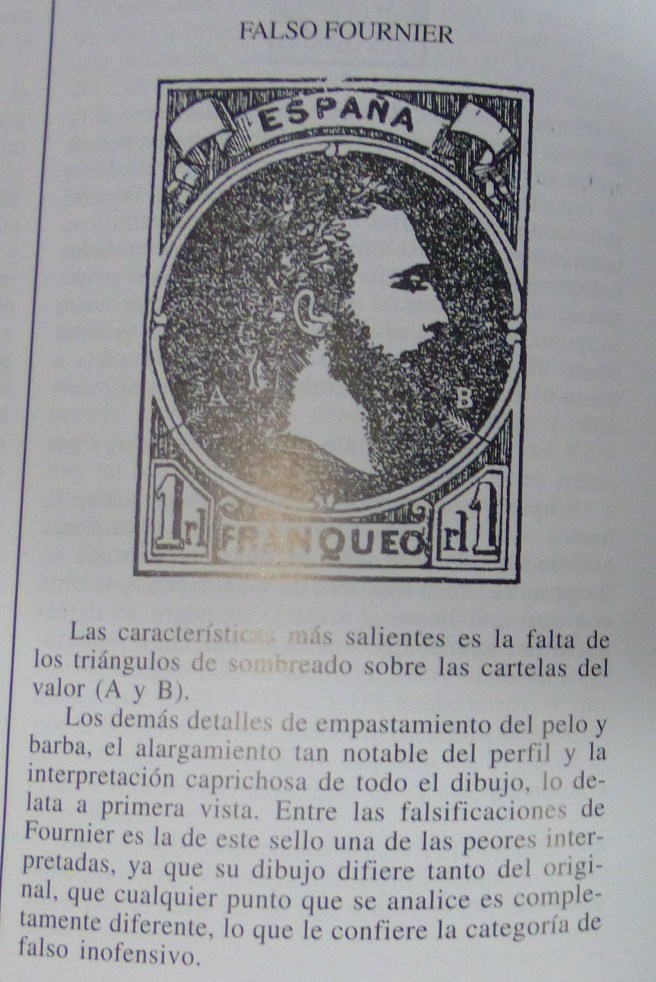 FALSO FOURNIER
ESPAÑA
A
B
1rl
FRANQUEO
rl1
Las características más salientes es la falta de
los triángulos de sombreado sobre las cartelas del
valor (A y B).
Los demás detalles de empastamiento del pelo y
barba, el alargamiento tan notable del perfil y la
interpretación caprichosa de todo el dibujo, lo de-
lata a primera vista. Entre las falsificaciones de
Fournier es la de este sello una de las peores inter-
pretadas, ya que su dibujo difiere tanto del origi-
nal, que cualquier punto que se analice es comple-
tamente diferente, lo que le confiere la categoría de
falso inofensivo.